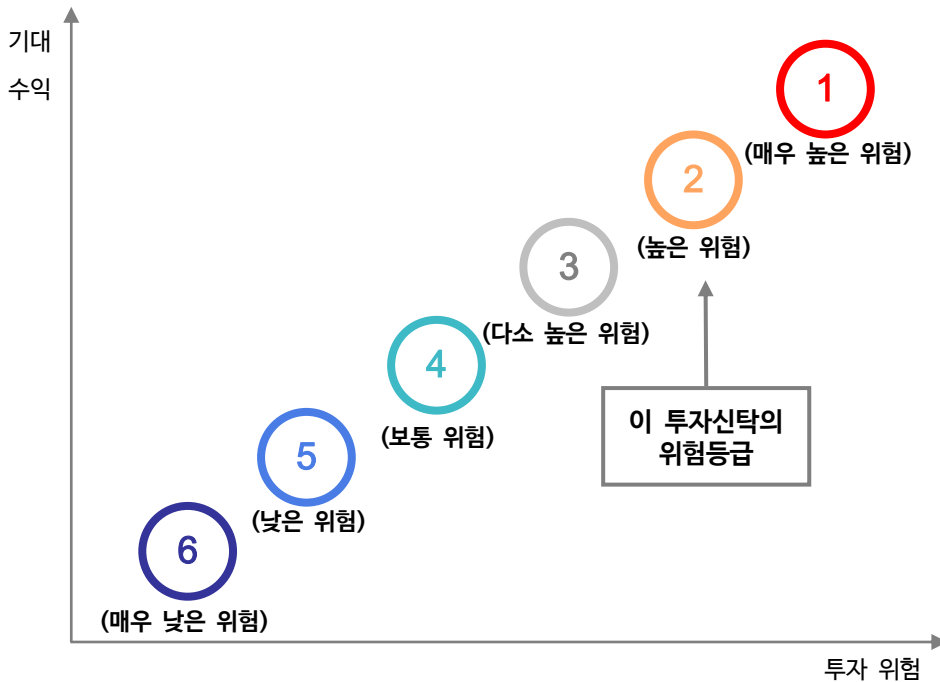 기대
수익
1
(매우 높은 위험)
2
(높은 위험)
3
(다소 높은 위험)
4
(보통 위험)
이 투자신탁의
위험등급
5
(낮은 위험)
6
(매우 낮은 위험)
투자 위험